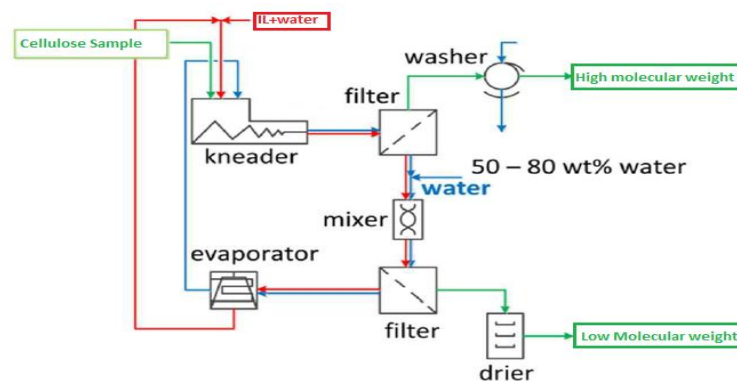 IL+water
Cellulose Sample
washer
High molecular weight
filter
kneader
50 – 80 wt% water
water
mixer
evaporator
filter
Low Molecular weight
drier